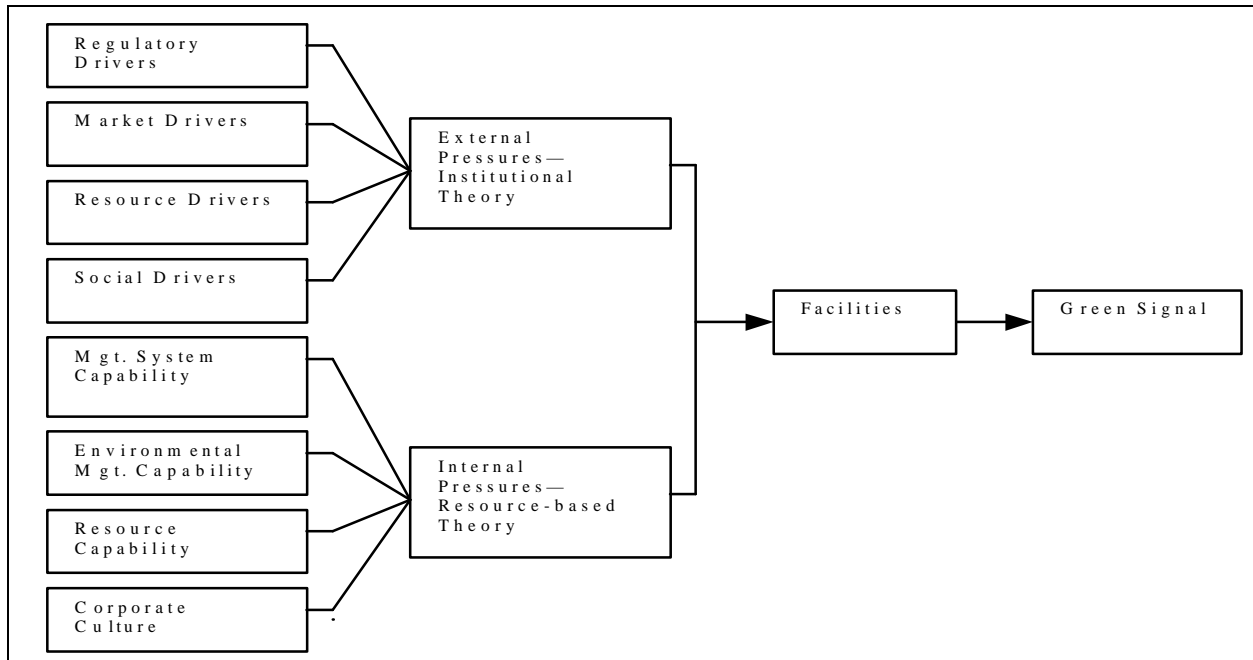 Regulatory
Drivers
Market Drivers
Resource Drivers
Social Drivers
Mgt. System
Capability
Environmental
Mgt. Capability
Resource
Capability
Corporate
Culture
External
Pressures—
Institutional
Theory
Internal
Pressures—
Resource-based
Theory
Facilities
Green Signal